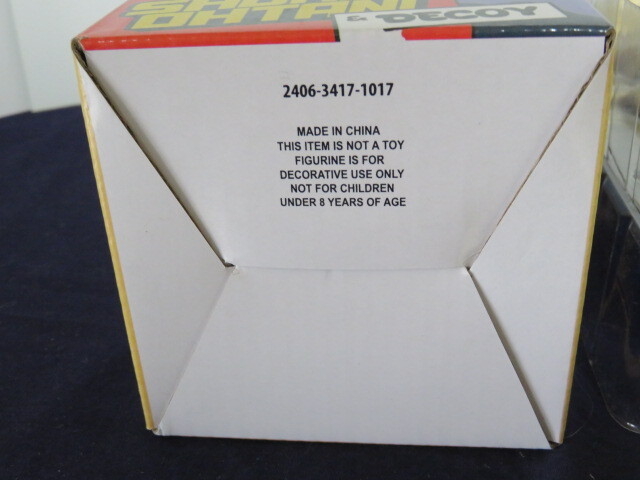 SHOHEI
OHTANI
& DECOY
2406-3417-1017
MADE IN CHINA
THIS ITEM IS NOT A TOY
FIGURINE IS FOR
DECORATIVE USE ONLY
NOT FOR CHILDREN
UNDER 8 YEARS OF AGE